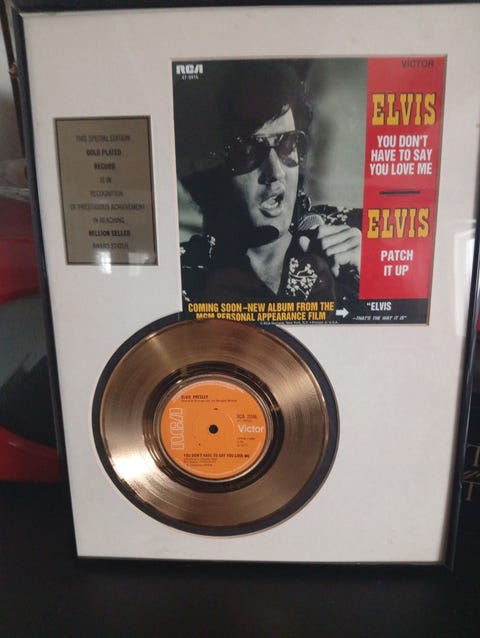 THIS SPECIAL EDITION
GOLD PLATED
RECORD
IS IN
RECOGNITION
OF PRESTIGIOUS ACHIEVEMENT
IN REACHING
MILLION SELLER
AWARD STATUS
RCA
VICTOR
ELVIS
YOU DON'T
HAVE TO SAY
YOU LOVE ME
ELVIS
PATCH
IT UP
COMING SOON—NEW ALBUM FROM THE
MGM PERSONAL APPEARANCE FILM
"ELVIS
—THAT'S THE WAY IT IS"
ELVIS PRESLEY
RCA
Victor
YOU DON'T HAVE TO SAY YOU LOVE ME